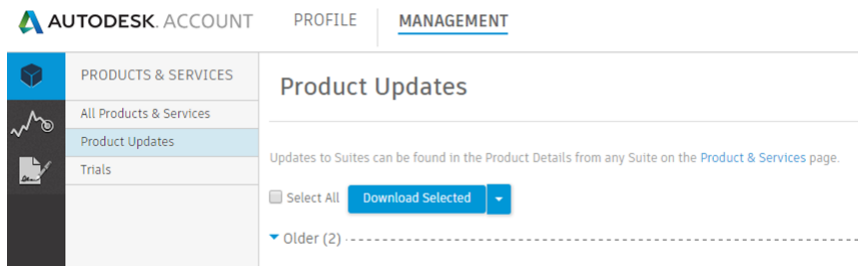 AUTODESK. ACCOUNT
PROFILE
MANAGEMENT
PRODUCTS & SERVICES
All Products & Services
Product Updates
Trials
Product Updates
Updates to Suites can be found in the Product Details from any Suite on the Product & Services page.
Select All
Download Selected
Older (2)